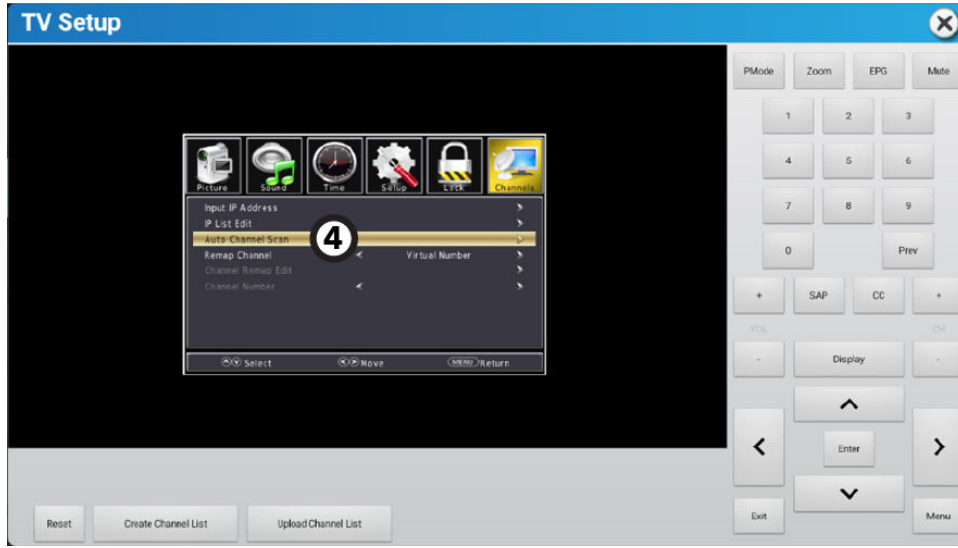 TV Setup
PMode Zoom EPG Mute
1 2 3
Picture Sound Time Setup Lock Channels
4 5 6
Input IP Address
IP List Edit
7 8 9
Auto Channel Scan 4
Remap Channel Virtual Number
0 Prev
Channel Remap Edit
Channel Number
+ SAP CC +
VOL CH
Select Move MENU Return
- Display -
Enter
Reset Create Channel List Upload Channel List
Exit Menu